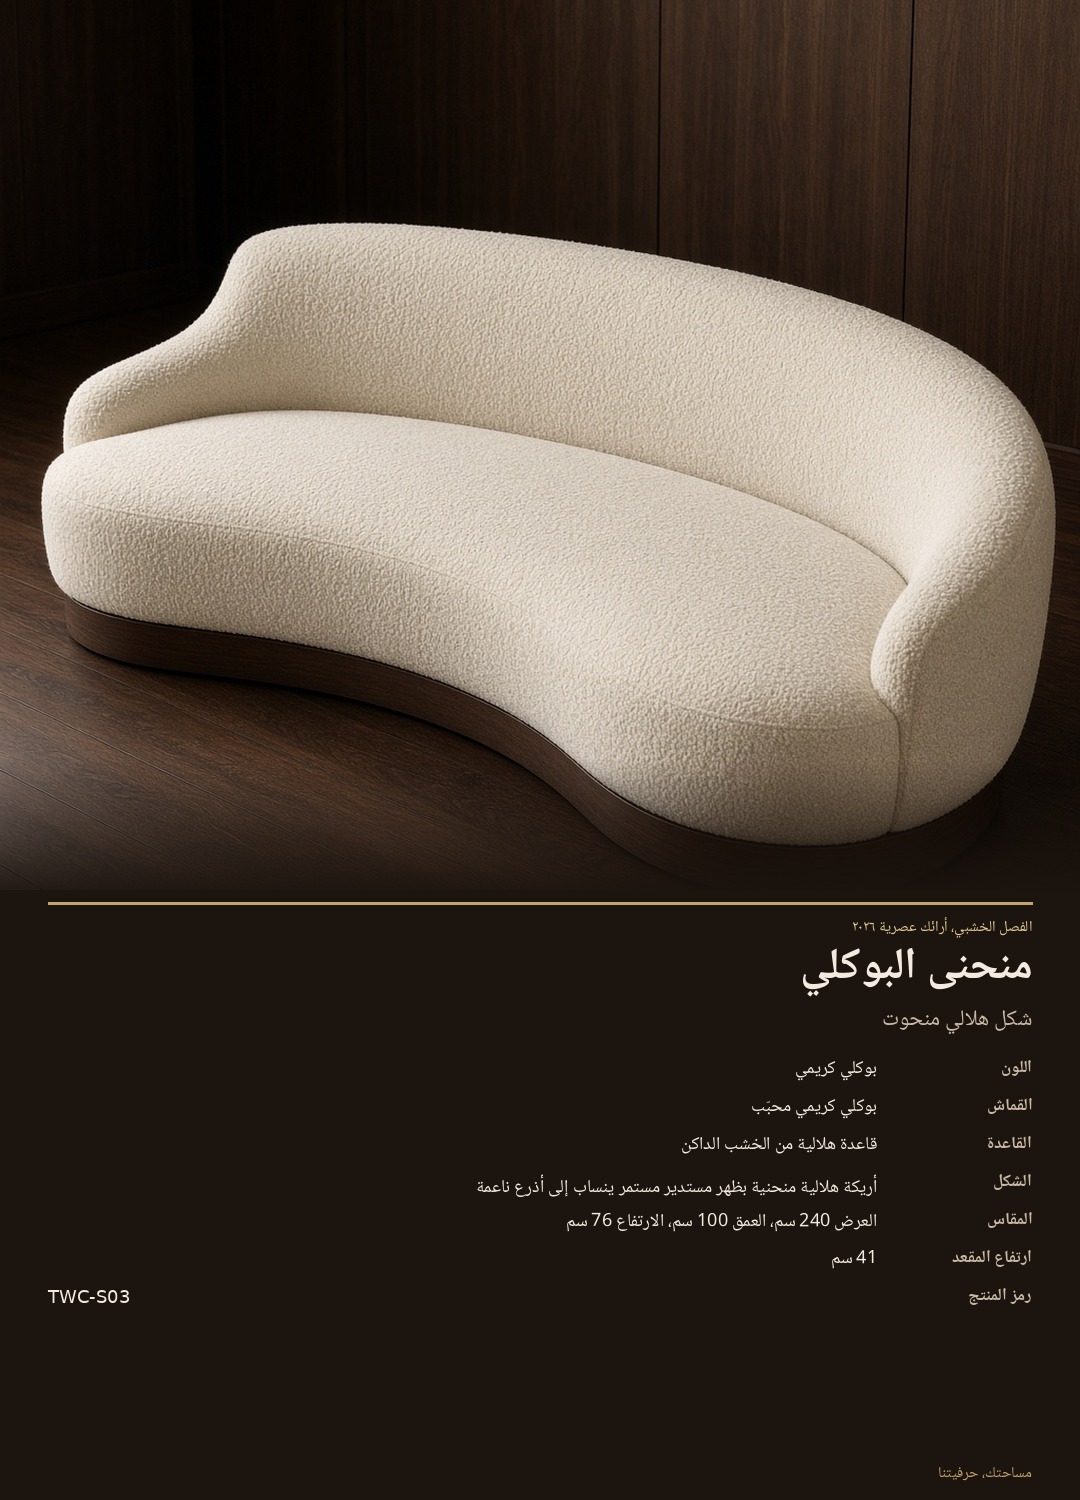 الفصل الخشبي، أرائك عصرية ٢٠٢٦
منحنى البوكلي
شكل هلالي منحوت
اللون بوكلي كريمي
القماش بوكلي كريمي محبّب
القاعدة قاعدة هلالية من الخشب الداكن
الشكل أريكة هلالية منحنية بظهر مستدير مستمر ينساب إلى أذرع ناعمة
المقاس العرض 240 سم، العمق 100 سم، الارتفاع 76 سم
ارتفاع المقعد 41 سم
رمز المنتج TWC-S03
مساحتك، حرفيتنا